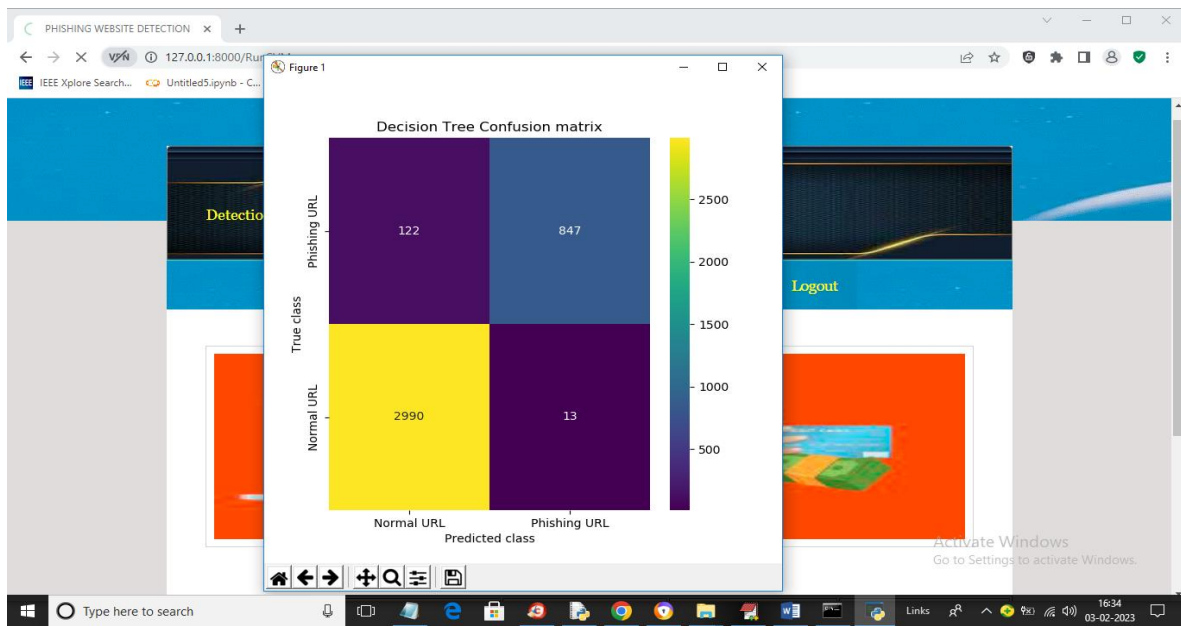 PHISHING WEBSITE DETECTION
VPN
127.0.0.1:8000/Run
IEEE
IEEE Xplore Search...
Untitled5.ipynb - C...
Figure 1
Decision Tree Confusion matrix
Detectio
Logout
Phishing URL
Normal URL
True class
122
847
2990
13
2500
2000
1500
1000
500
Normal URL
Phishing URL
Predicted class
Activate Windows
Go to Settings to activate Windows.
Type here to search
Links
16:34
03-02-2023